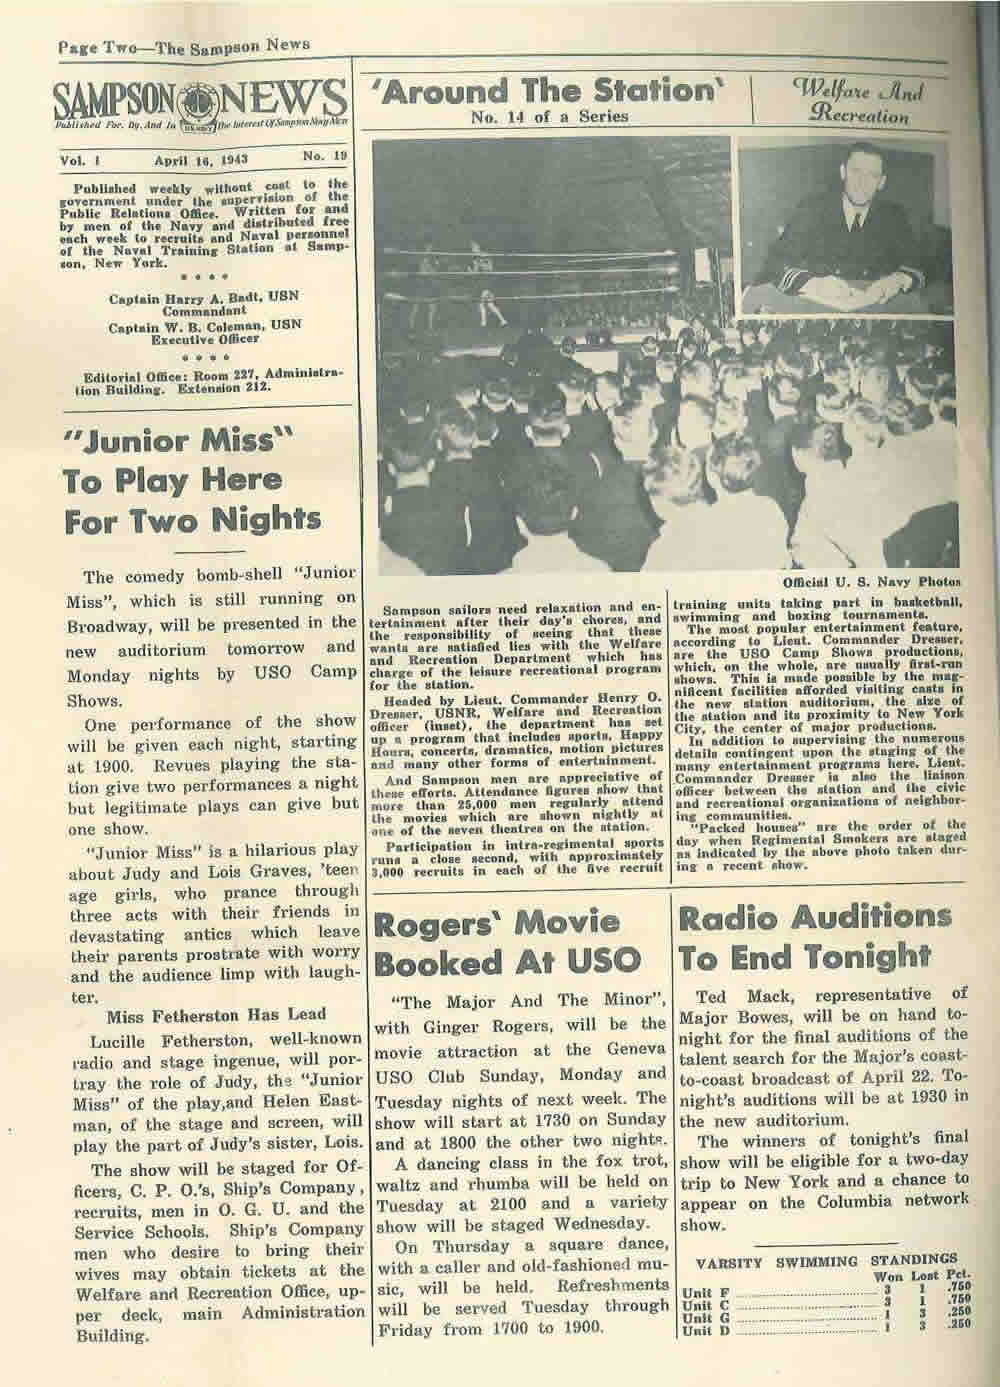 Page Two—The Sampson News
SAMPSON NEWS
Published For, By, And In The Interest Of Sampson Navy Men
Vol. 1 April 16, 1943 No. 19
Published weekly without cost to the
government under the supervision of the
Public Relations Office. Written for and
by men of the Navy and distributed free
each week to recruits and Naval personnel
of the Naval Training Station at Samp-
son, New York.
* * * *
Captain Harry A. Badt, USN
Commandant
Captain W. B. Coleman, USN
Executive Officer
* * * *
Editorial Office: Room 227, Administra-
tion Building. Extension 212.
"Junior Miss"
To Play Here
For Two Nights
The comedy bomb-shell "Junior
Miss", which is still running on
Broadway, will be presented in the
new auditorium tomorrow and
Monday nights by USO Camp
Shows.
One performance of the show
will be given each night, starting
at 1900. Revues playing the sta-
tion give two performances a night
but legitimate plays can give but
one show.
"Junior Miss" is a hilarious play
about Judy and Lois Graves, 'teen
age girls, who prance through
three acts with their friends in
devastating antics which leave
their parents prostrate with worry
and the audience limp with laugh-
ter.
Miss Fetherston Has Lead
Lucille Fetherston, well-known
radio and stage ingenue, will por-
tray the role of Judy, the "Junior
Miss" of the play,and Helen East-
man, of the stage and screen, will
play the part of Judy's sister, Lois.
The show will be staged for Of-
ficers, C. P. O.'s, Ship's Company,
recruits, men in O. G. U. and the
Service Schools. Ship's Company
men who desire to bring their
wives may obtain tickets at the
Welfare and Recreation Office, up-
per deck, main Administration
Building.
'Around The Station'
No. 14 of a Series
Welfare And
Recreation
Official U. S. Navy Photos
Sampson sailors need relaxation and en-
tertainment after their day's chores, and
the responsibility of seeing that these
wants are satisfied lies with the Welfare
and Recreation Department which has
charge of the leisure recreational program
for the station.
Headed by Lieut. Commander Henry O.
Dresser, USNR, Welfare and Recreation
officer (inset), the department has set
up a program that includes sports, Happy
Hours, concerts, dramatics, motion pictures
and many other forms of entertainment.
And Sampson men are appreciative of
these efforts. Attendance figures show that
more than 25,000 men regularly attend
the movies which are shown nightly at
one of the seven theatres on the station.
Participation in intra-regimental sports
runs a close second, with approximately
3,000 recruits in each of the five recruit
training units taking part in basketball,
swimming and boxing tournaments.
The most popular entertainment feature,
according to Lieut. Commander Dresser,
are the USO Camp Shows productions,
which, on the whole, are usually first-run
shows. This is made possible by the mag-
nificent facilities afforded visiting casts in
the new station auditorium, the size of
the station and its proximity to New York
City, the center of major productions.
In addition to supervising the numerous
details contingent upon the staging of the
many entertainment programs here, Lieut.
Commander Dresser is also the liaison
officer between the station and the civic
and recreational organizations of neighbor-
ing communities.
"Packed houses" are the order of the
day when Regimental Smokers are staged
as indicated by the above photo taken dur-
ing a recent show.
Rogers' Movie
Booked At USO
"The Major And The Minor",
with Ginger Rogers, will be the
movie attraction at the Geneva
USO Club Sunday, Monday and
Tuesday nights of next week. The
show will start at 1730 on Sunday
and at 1800 the other two nights.
A dancing class in the fox trot,
waltz and rhumba will be held on
Tuesday at 2100 and a variety
show will be staged Wednesday.
On Thursday a square dance,
with a caller and old-fashioned mu-
sic, will be held. Refreshments
will be served Tuesday through
Friday from 1700 to 1900.
Radio Auditions
To End Tonight
Ted Mack, representative of
Major Bowes, will be on hand to-
night for the final auditions of the
talent search for the Major's coast-
to-coast broadcast of April 22. To-
night's auditions will be at 1930 in
the new auditorium.
The winners of tonight's final
show will be eligible for a two-day
trip to New York and a chance to
appear on the Columbia network
show.
VARSITY SWIMMING STANDINGS
Won Lost Pct.
Unit F 3 1 .750
Unit C 3 1 .750
Unit G 1 3 .250
Unit D 1 3 .250